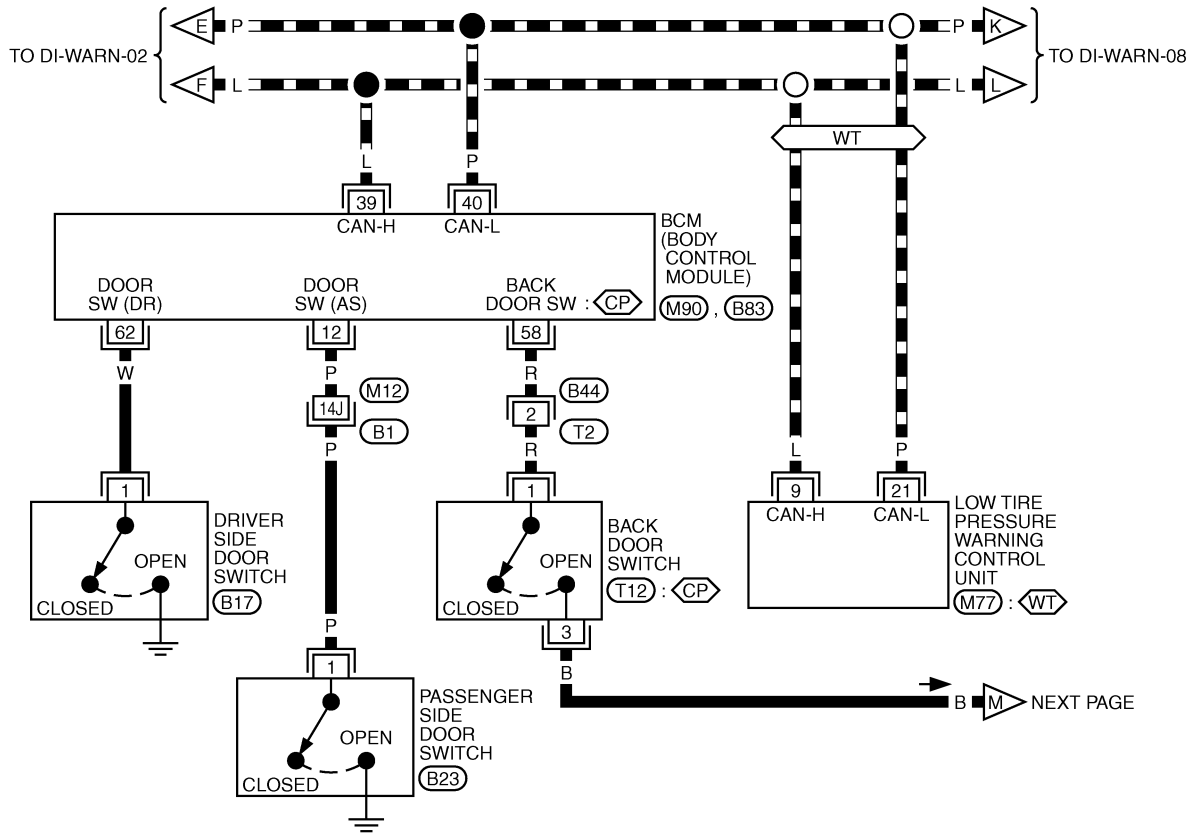 E P P K
TO DI-WARN-02 TO DI-WARN-08
F L L L
WT
L P
39 40
CAN-H CAN-L
BCM
(BODY
CONTROL
MODULE)
DOOR
SW (DR)
DOOR
SW (AS)
BACK
DOOR SW : CP
M90 , B83
62 12 58
W P R
M12 B44
14J 2
B1 T2
P R L P
1 1 9 21
CAN-H CAN-L
DRIVER
SIDE
DOOR
SWITCH
B17
OPEN
CLOSED
BACK
DOOR
SWITCH
T12 : CP
OPEN
CLOSED
LOW TIRE
PRESSURE
WARNING
CONTROL
UNIT
M77 : WT
P 3
1 B
B M NEXT PAGE
PASSENGER
SIDE
DOOR
SWITCH
B23
OPEN
CLOSED